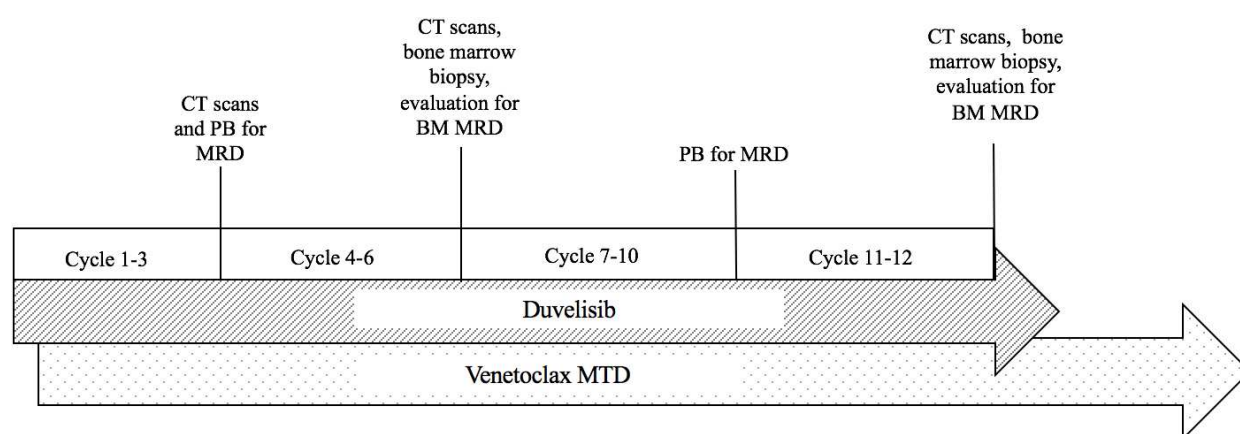 CT scans
and PB for
MRD
CT scans,
bone marrow
biopsy,
evaluation for
BM MRD
PB for MRD
CT scans, bone
marrow biopsy,
evaluation for
BM MRD
Cycle 1-3
Cycle 4-6
Cycle 7-10
Cycle 11-12
Duvelisib
Venetoclax MTD